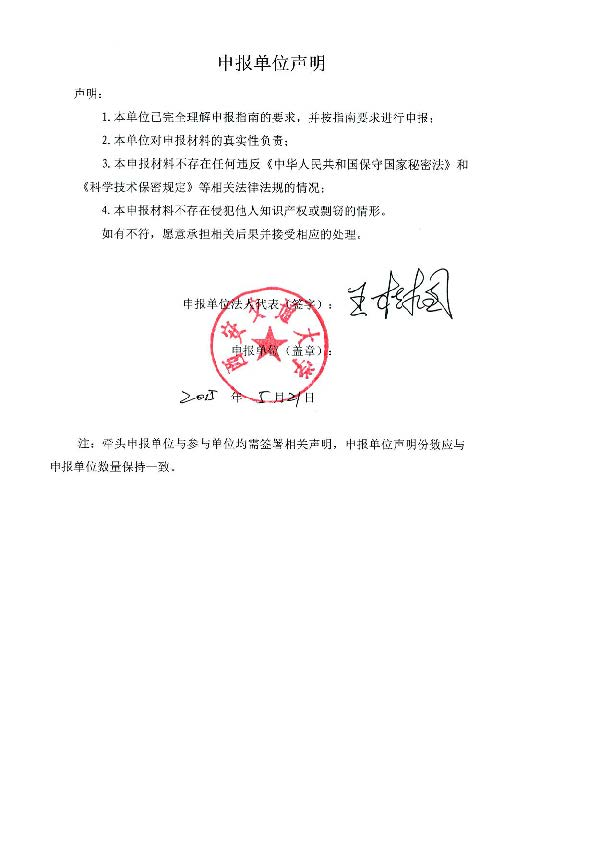 申报单位声明
声明：
1. 本单位已完全理解申报指南的要求，并按指南要求进行申报；
2. 本单位对申报材料的真实性负责；
3. 本申报材料不存在任何违反《中华人民共和国保守国家秘密法》和
《科学技术保密规定》等相关法律法规的情况；
4. 本申报材料不存在侵犯他人知识产权或剽窃的情形。
如有不符，愿意承担相关后果并接受相应的处理。
申报单位法人代表（签字）：
西安交通大学
申报单位（盖章）：
2015 年 5 月 21 日
注：牵头申报单位与参与单位均需签署相关声明，申报单位声明份数应与
申报单位数量保持一致。